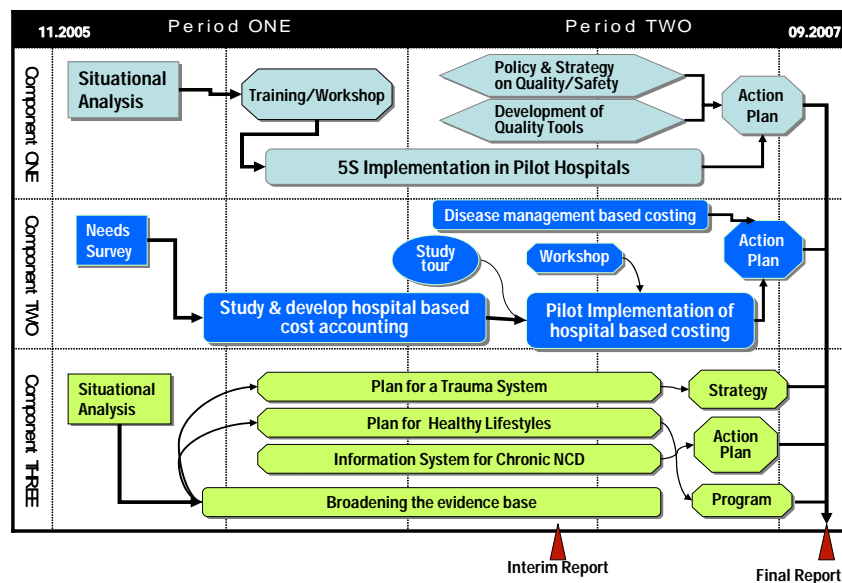 11.2005
Period ONE
Period TWO
09.2007
Component ONE
Situational
Analysis
Training/Workshop
Policy & Strategy
on Quality/Safety
Development of
Quality Tools
Action
Plan
5S Implementation in Pilot Hospitals
Component TWO
Needs
Survey
Disease management based costing
Study
tour
Workshop
Action
Plan
Study & develop hospital based
cost accounting
Pilot Implementation of
hospital based costing
Component THREE
Situational
Analysis
Plan for a Trauma System
Strategy
Plan for Healthy Lifestyles
Action
Plan
Information System for Chronic NCD
Broadening the evidence base
Program
Interim Report
Final Report